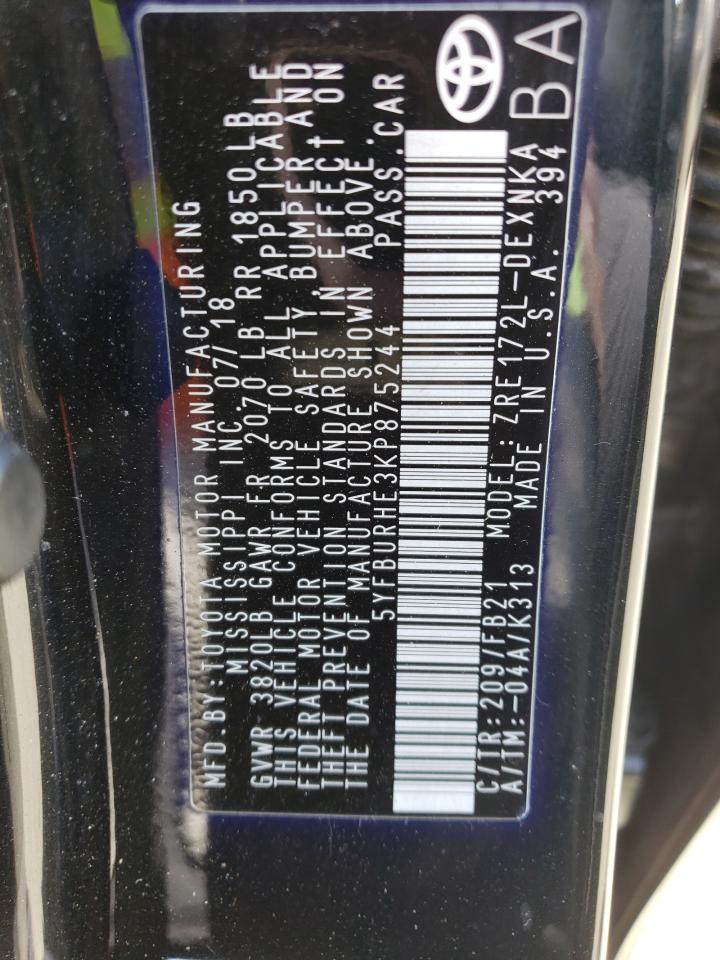 MFD.BY:TOYOTA MOTOR MANUFACTURING
MISSISSIPPI INC. 07/18
GVWR 3820LB GAWR FR 2070 LB RR 1850 LB
THIS VEHICLE CONFORMS TO ALL APPLICABLE
FEDERAL MOTOR VEHICLE SAFETY, BUMPER AND
THEFT PREVENTION STANDARDS IN EFFECT ON
THE DATE OF MANUFACTURE SHOWN ABOVE.
5YFBURHE3KP875244 PASS.CAR
C/TR:209/FB21 MODEL:ZRE172L-DEXNKA
A/TM:-04A/K313 MADE IN U.S.A. 394
BA